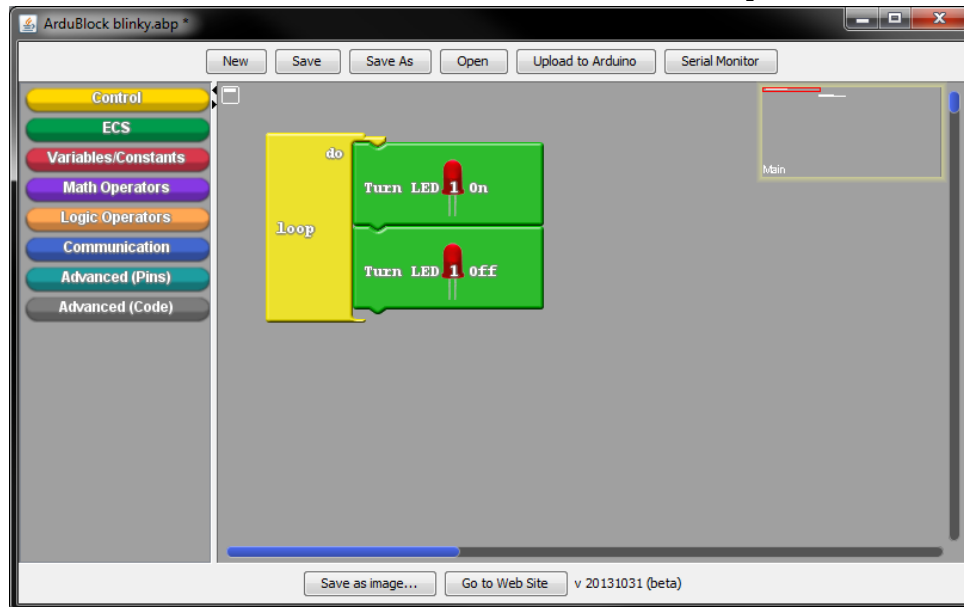 ArduBlock blinky.abp *
New Save Save As Open Upload to Arduino Serial Monitor
Control
ECS
Variables/Constants
Math Operators
Logic Operators
Communication
Advanced (Pins)
Advanced (Code)
Main
do
loop
Turn LED 1 On
Turn LED 1 Off
Save as image... Go to Web Site v 20131031 (beta)